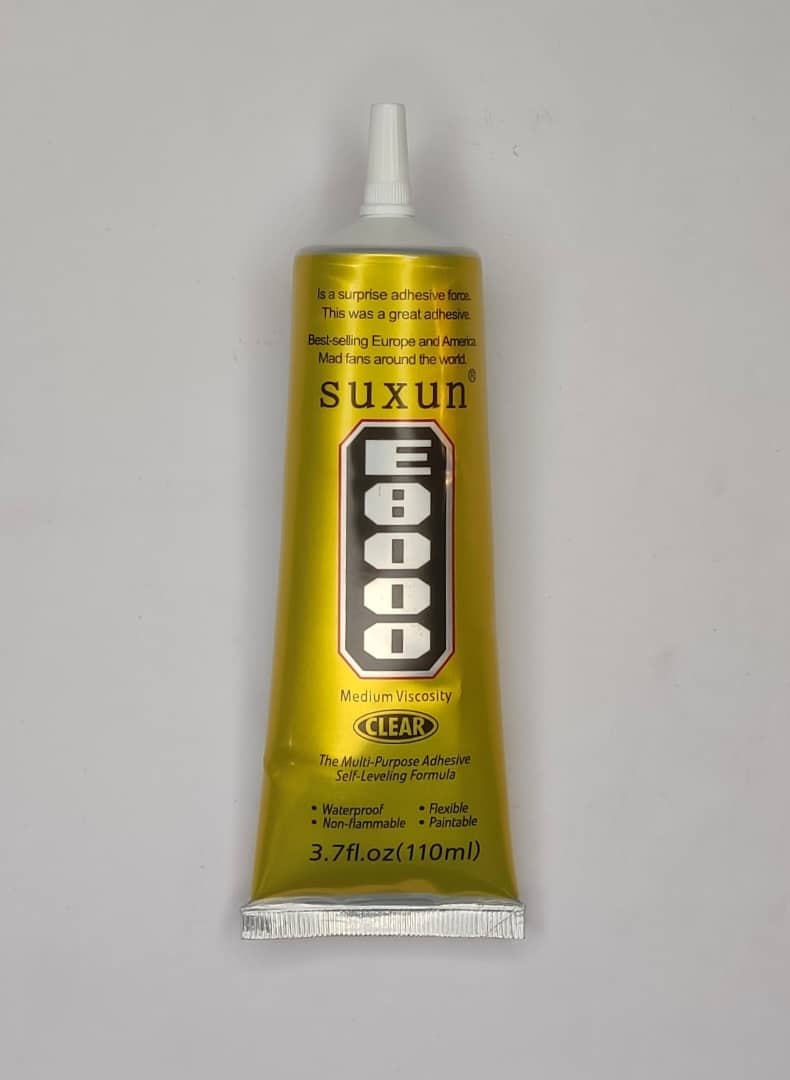 Is a surprise adhesive force.
This was a great adhesive.
Best-selling Europe and America
Mad fans around the world.
suxun®
E8000
Medium Viscosity
CLEAR
The Multi-Purpose Adhesive
Self-Leveling Formula
• Waterproof • Flexible
• Non-flammable • Paintable
3.7fl.oz(110ml)